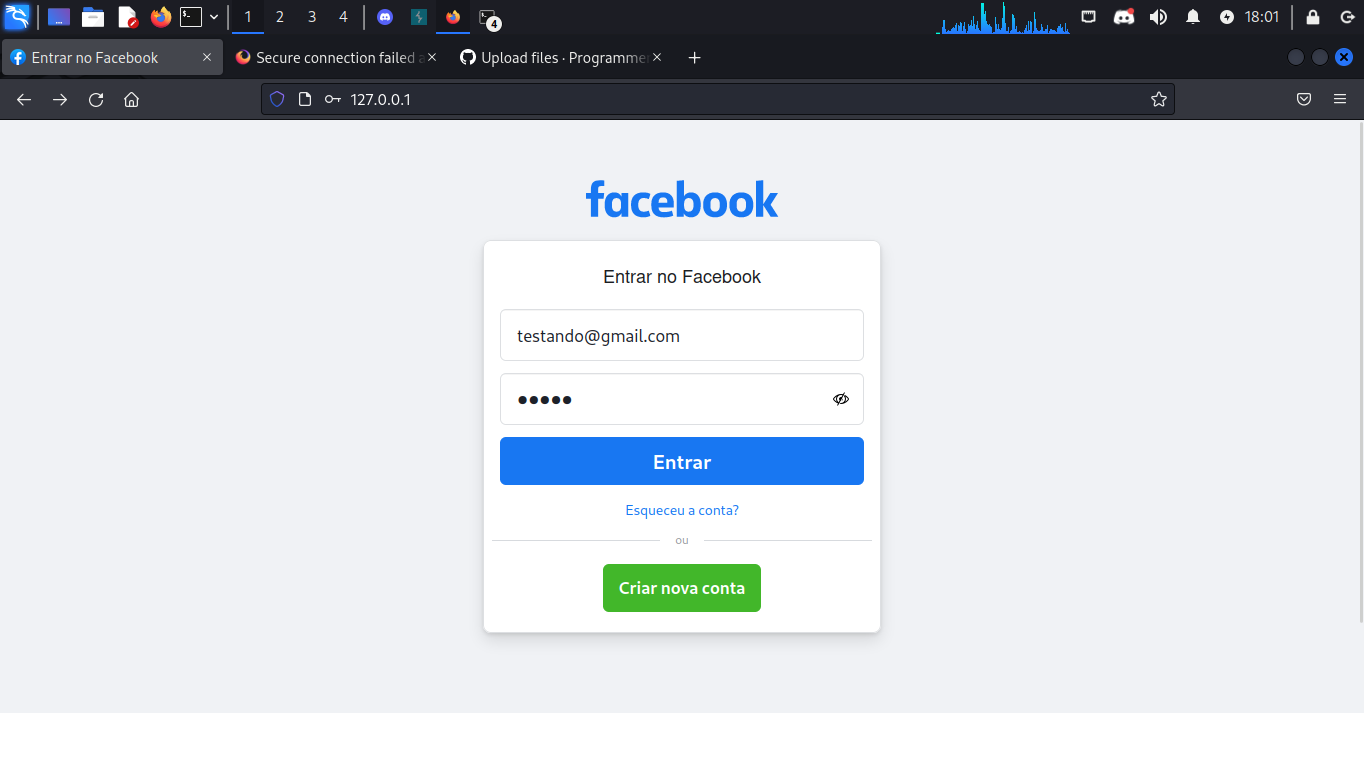 1 2 3 4 4 18:01
Entrar no Facebook Secure connection failed Upload files · Programme
127.0.0.1
facebook
Entrar no Facebook
testando@gmail.com
Entrar
Esqueceu a conta?
ou
Criar nova conta